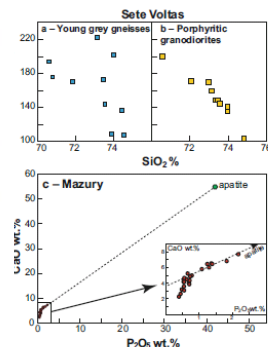 Sete Voltas
a – Young grey gneisses
b – Porphyritic
granodiorites
220
180
140
100
70 72 74 72 74 76
SiO2%
60
50
40
30
20
10
0
c – Mazury
apatite
CaO wt.%
CaO wt.%
apatite
P2O5 wt.%
0 10 20 30 40 50
P2O5 wt.%